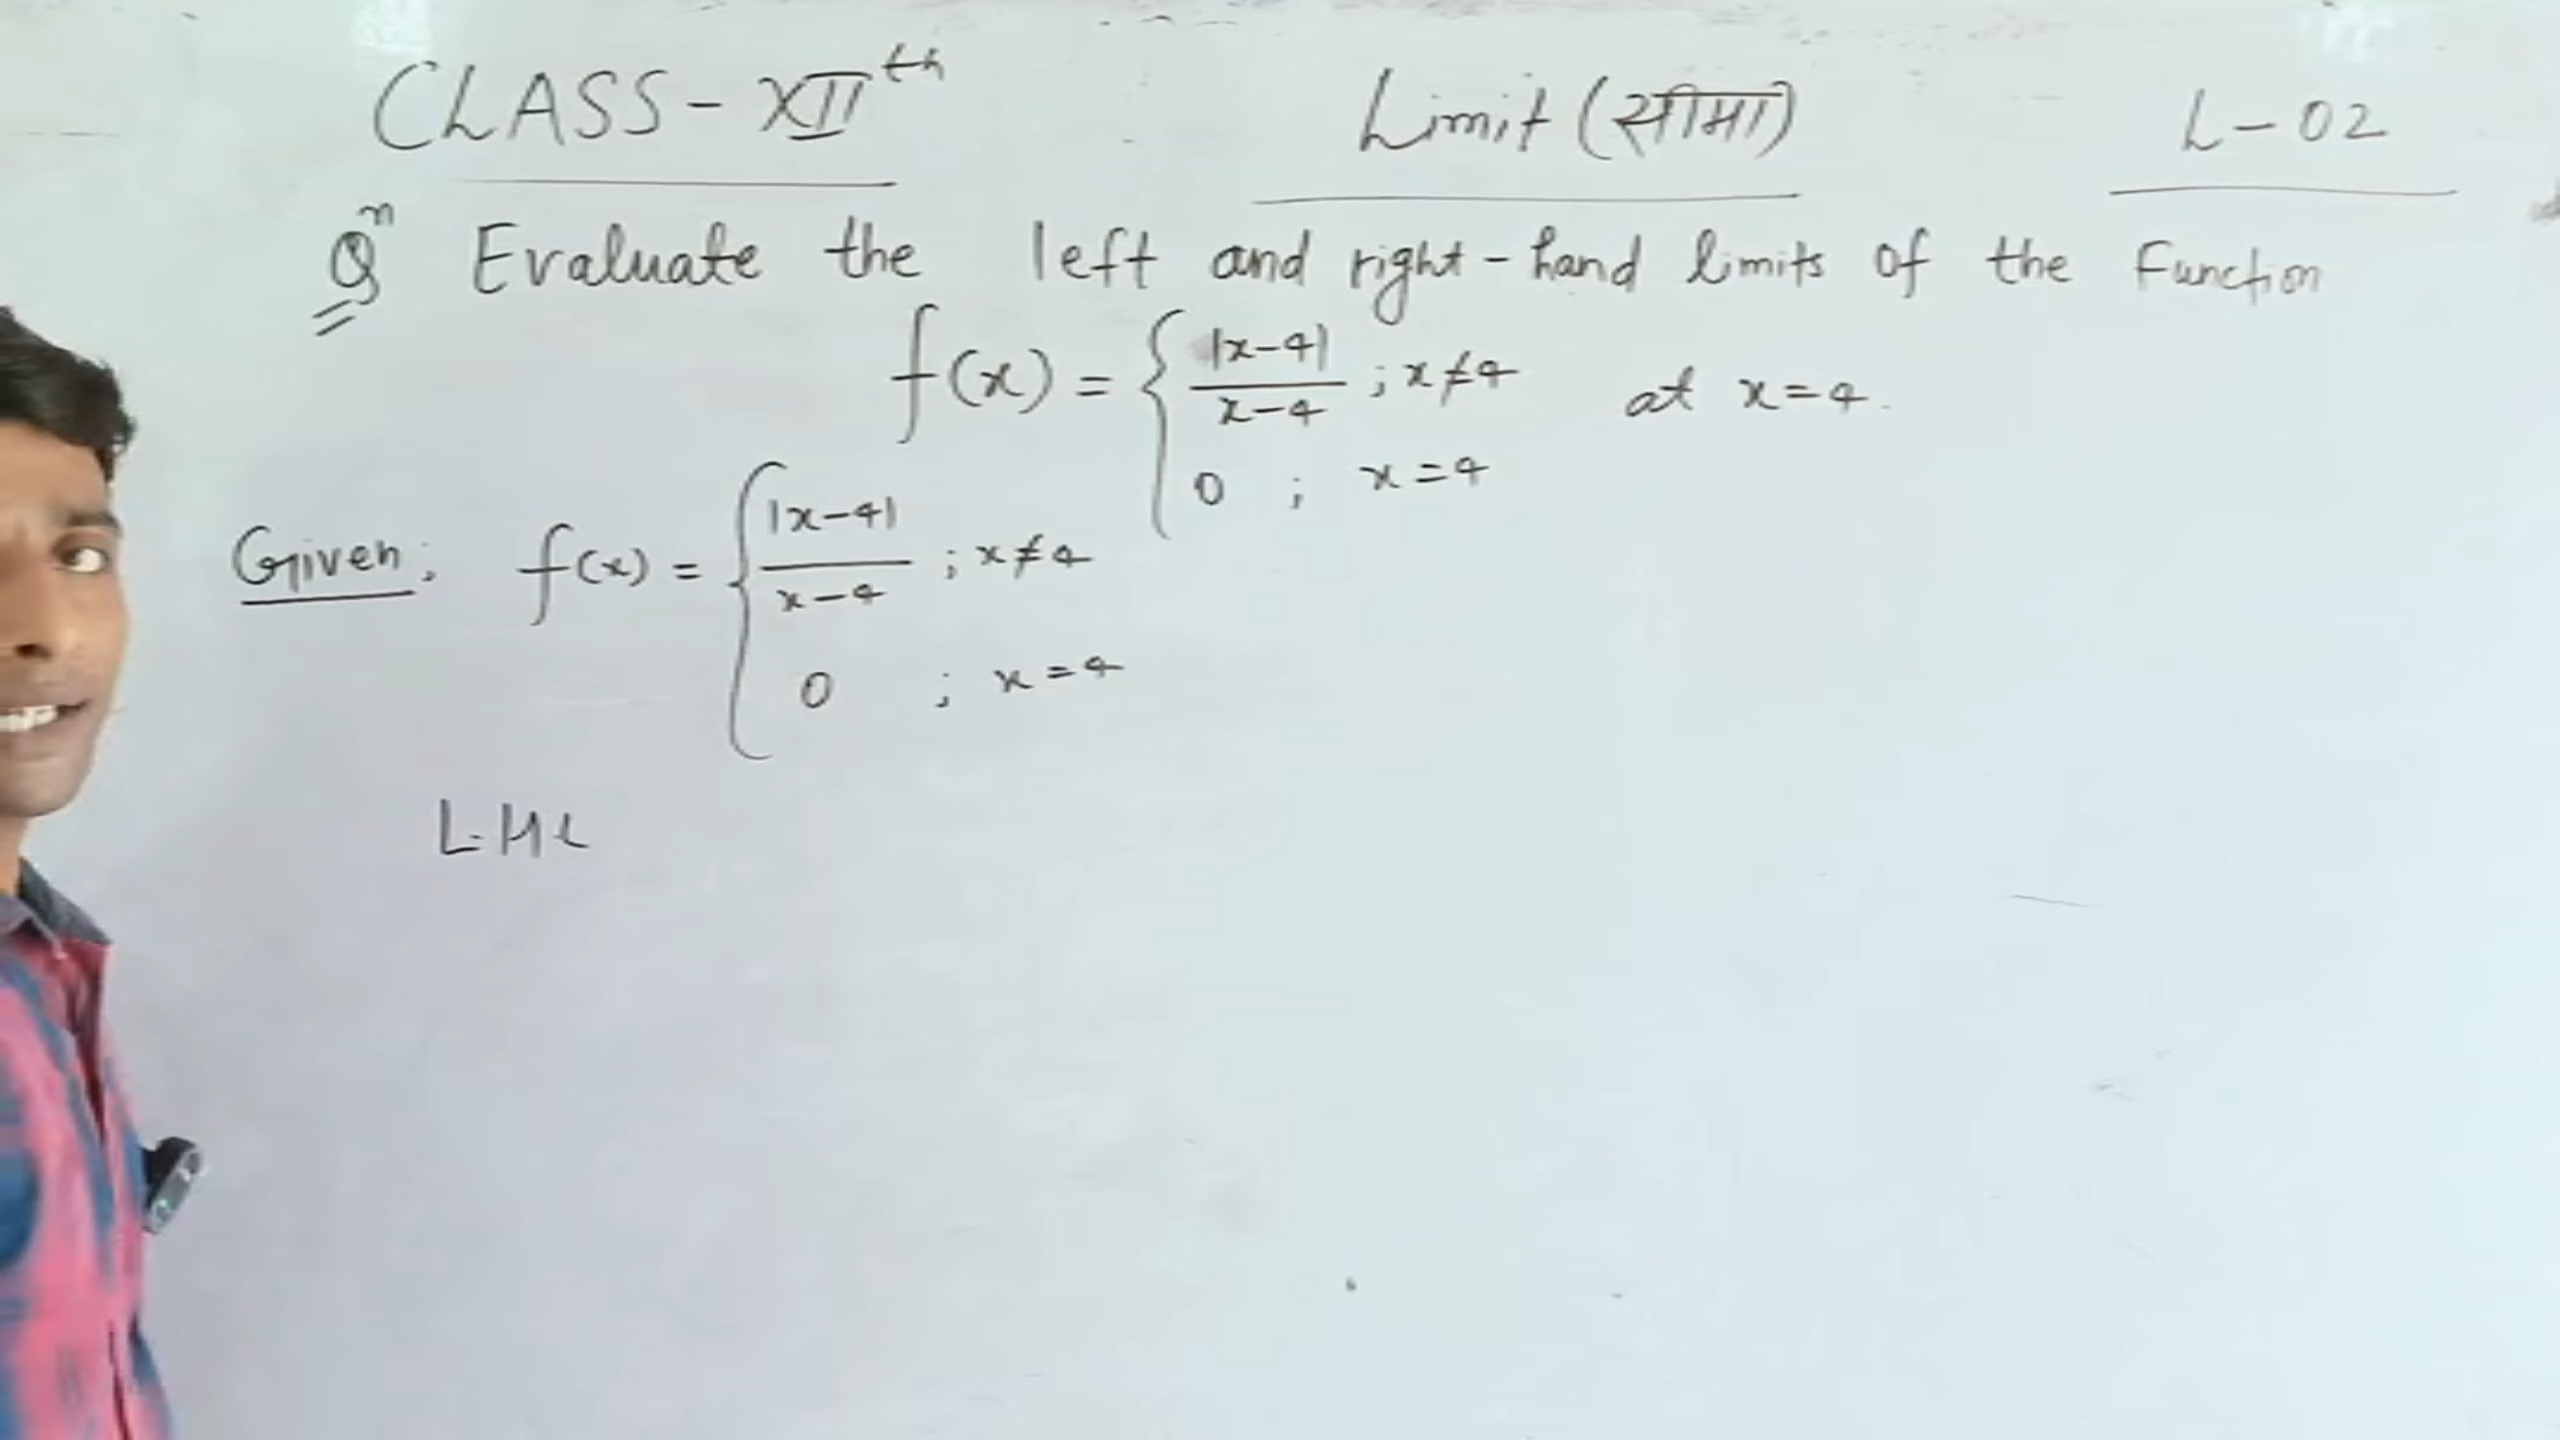 CLASS-XIIth Limit (सीमा) L-02
Qn Evaluate the left and right-hand limits of the Function
f(x) = { |x-4| / x-4 ; x≠4 at x=4.
0 ; x=4
Given: f(x) = { |x-4| / x-4 ; x≠4
0 ; x=4
L.HL